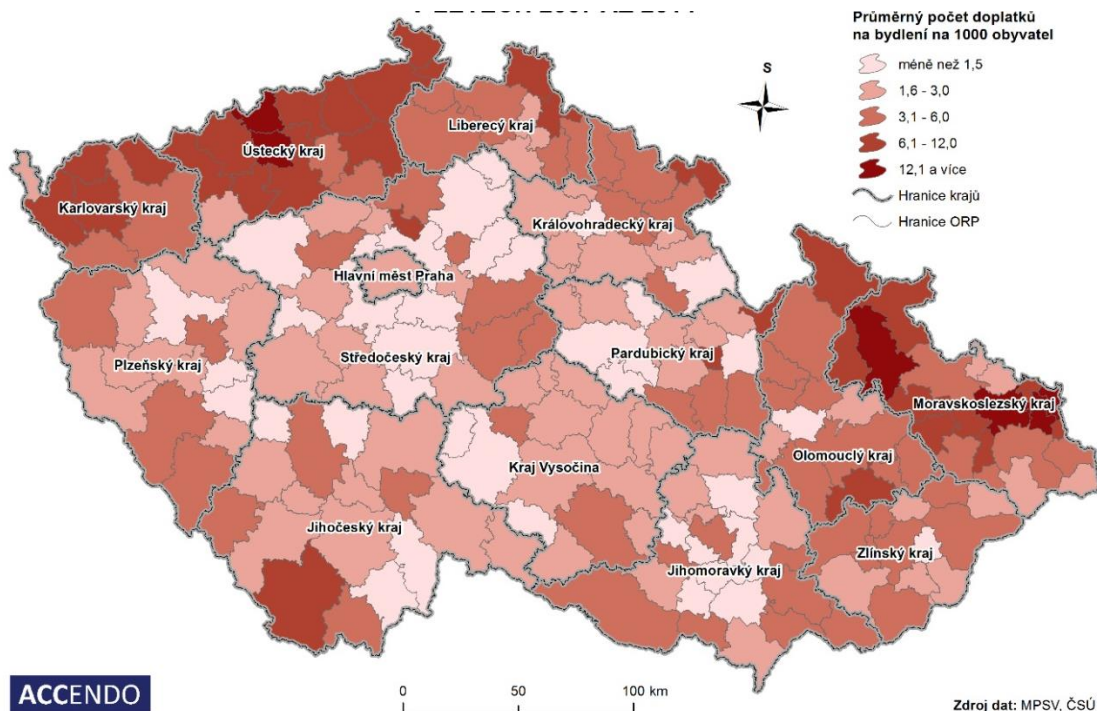 Průměrný počet doplatků
na bydlení na 1000 obyvatel
méně než 1,5
1,6 - 3,0
3,1 - 6,0
6,1 - 12,0
12,1 a více
Hranice krajů
Hranice ORP
S
Liberecý kraj
Ústecký kraj
Karlovarský kraj
Královohradecký kraj
Hlavní měst Praha
Středočeský kraj
Pardubický kraj
Plzeňský kraj
Moravskoslezský kraj
Olomouclý kraj
Kraj Vysočina
Jihočeský kraj
Zlínský kraj
Jihomoravký kraj
ACCENDO
0 50 100 km
Zdroj dat: MPSV, ČSÚ